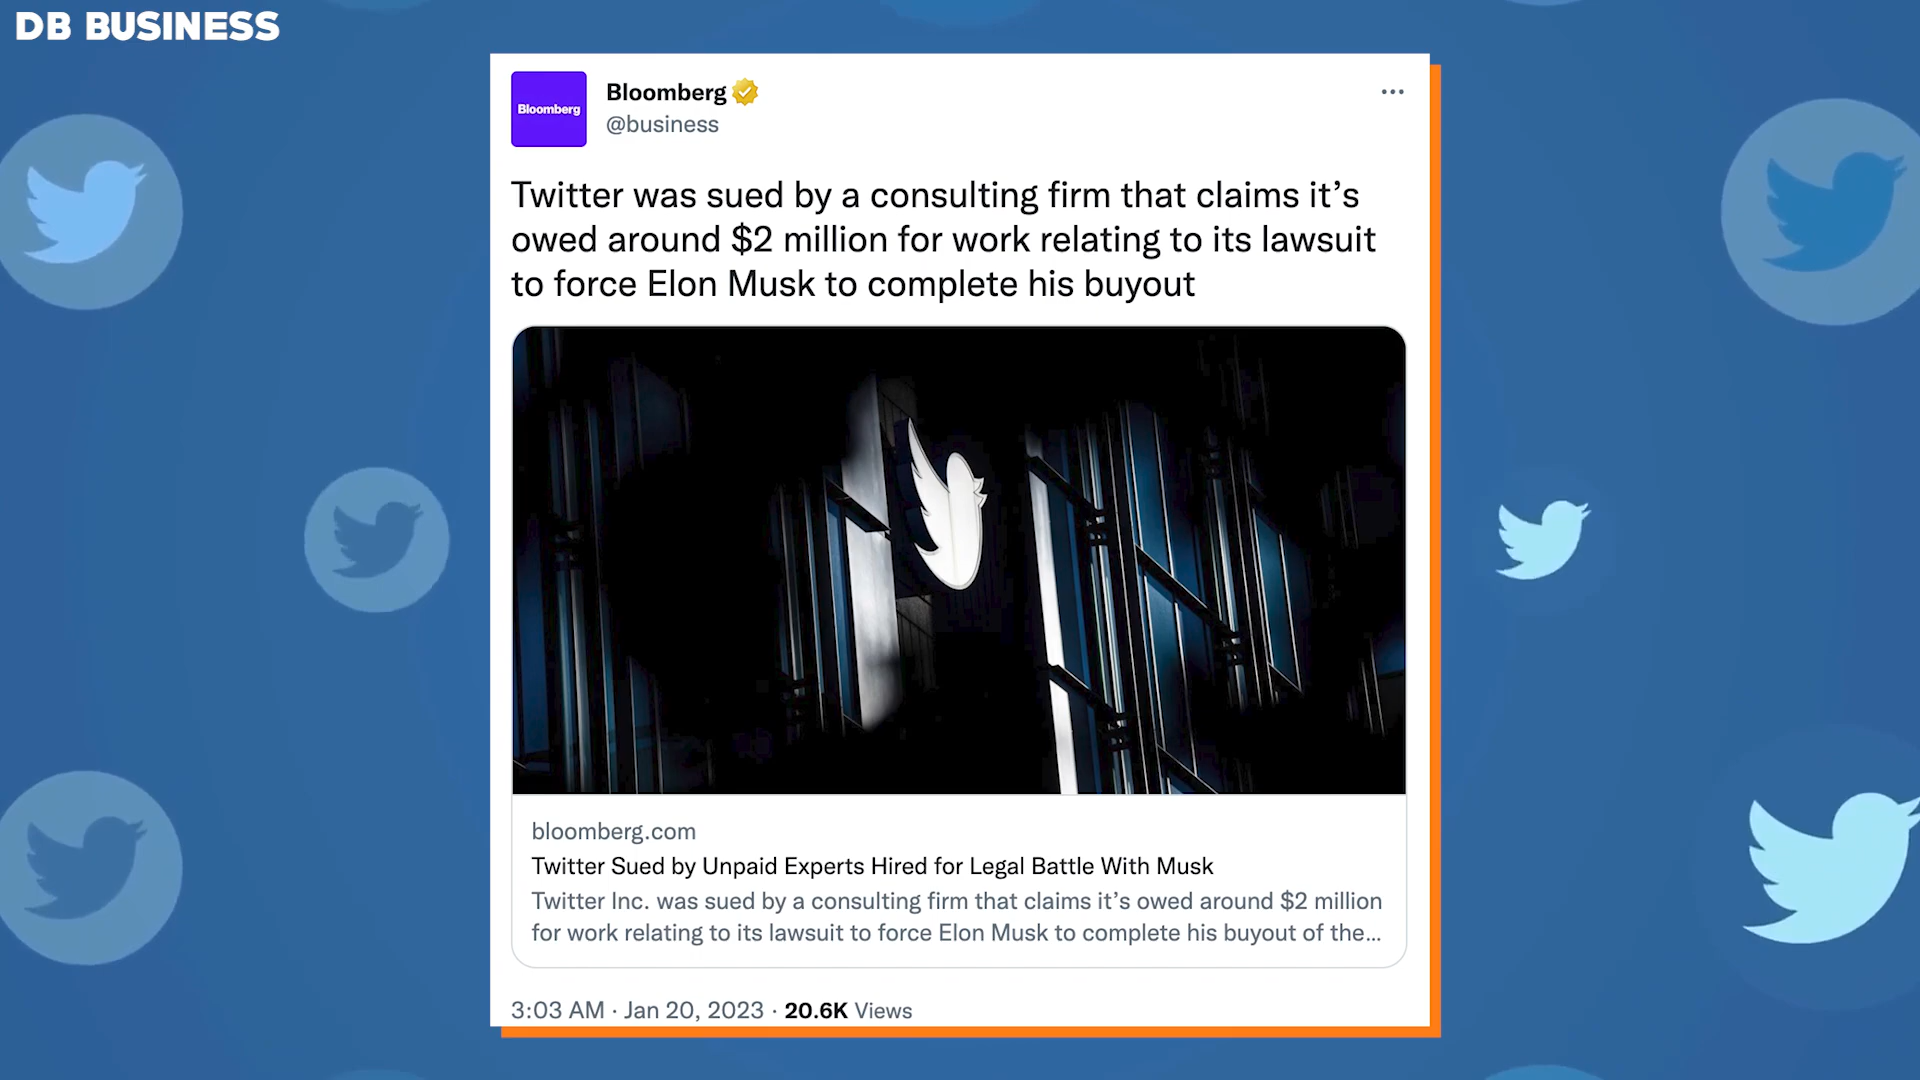 DB BUSINESS
Bloomberg
Bloomberg
@business
Twitter was sued by a consulting firm that claims it’s
owed around $2 million for work relating to its lawsuit
to force Elon Musk to complete his buyout
bloomberg.com
Twitter Sued by Unpaid Experts Hired for Legal Battle With Musk
Twitter Inc. was sued by a consulting firm that claims it’s owed around $2 million
for work relating to its lawsuit to force Elon Musk to complete his buyout of the...
3:03 AM · Jan 20, 2023 · 20.6K Views